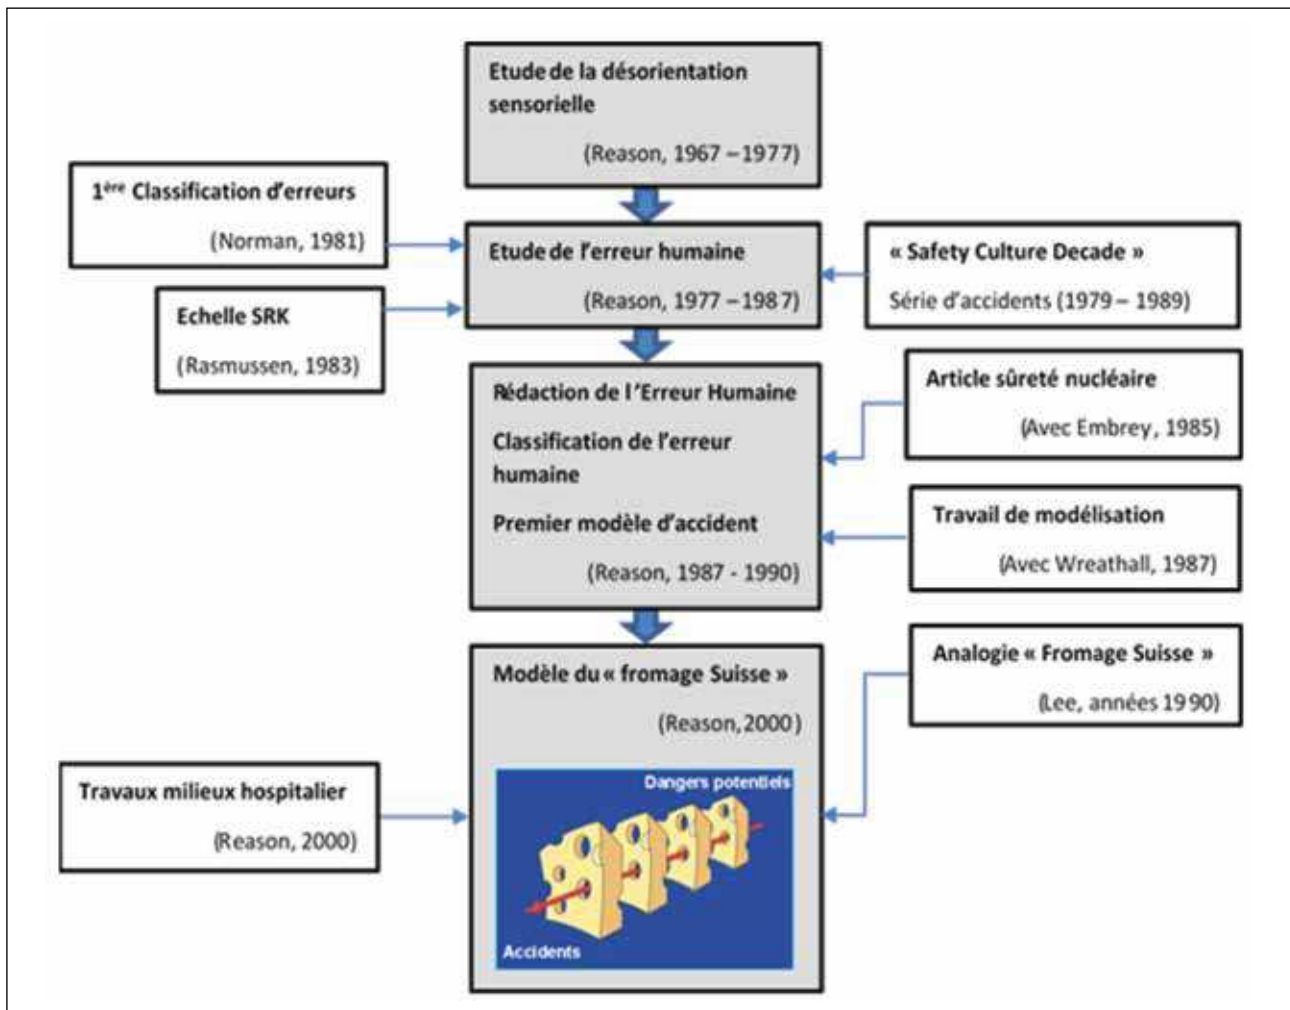 Etude de la désorientation
sensorielle
(Reason, 1967 – 1977)
1ère Classification d'erreurs
(Norman, 1981)
Etude de l'erreur humaine
(Reason, 1977 – 1987)
« Safety Culture Decade »
Série d'accidents (1979 – 1989)
Echelle SRK
(Rasmussen, 1983)
Rédaction de l'Erreur Humaine
Classification de l'erreur
humaine
Premier modèle d'accident
(Reason, 1987 - 1990)
Article sûreté nucléaire
(Avec Embrey, 1985)
Travail de modélisation
(Avec Wreathall, 1987)
Modèle du « fromage Suisse »
(Reason, 2000)
Analogie « Fromage Suisse »
(Lee, années 1990)
Travaux milieux hospitalier
(Reason, 2000)
Dangers potentiels
Accidents